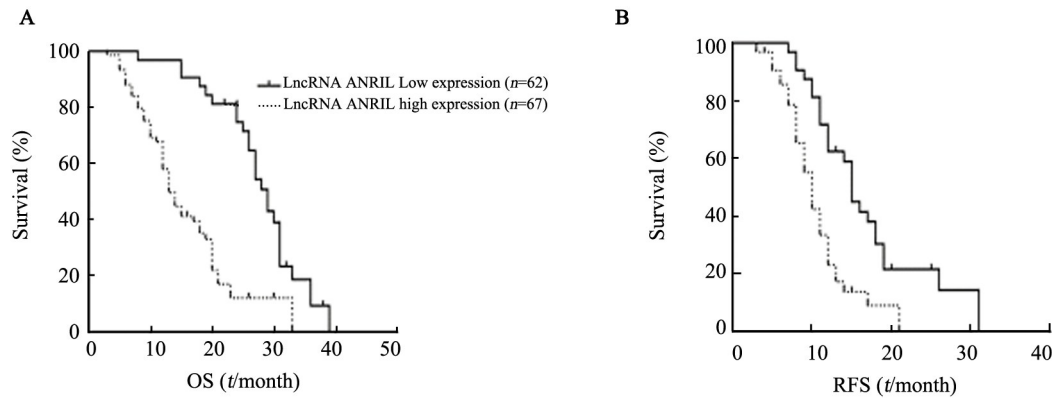 A
Survival (%)
100
80
60
40
20
0
LncRNA ANRIL Low expression (n=62)
LncRNA ANRIL high expression (n=67)
0 10 20 30 40 50
OS (t/month)
B
Survival (%)
100
80
60
40
20
0
0 10 20 30 40
RFS (t/month)